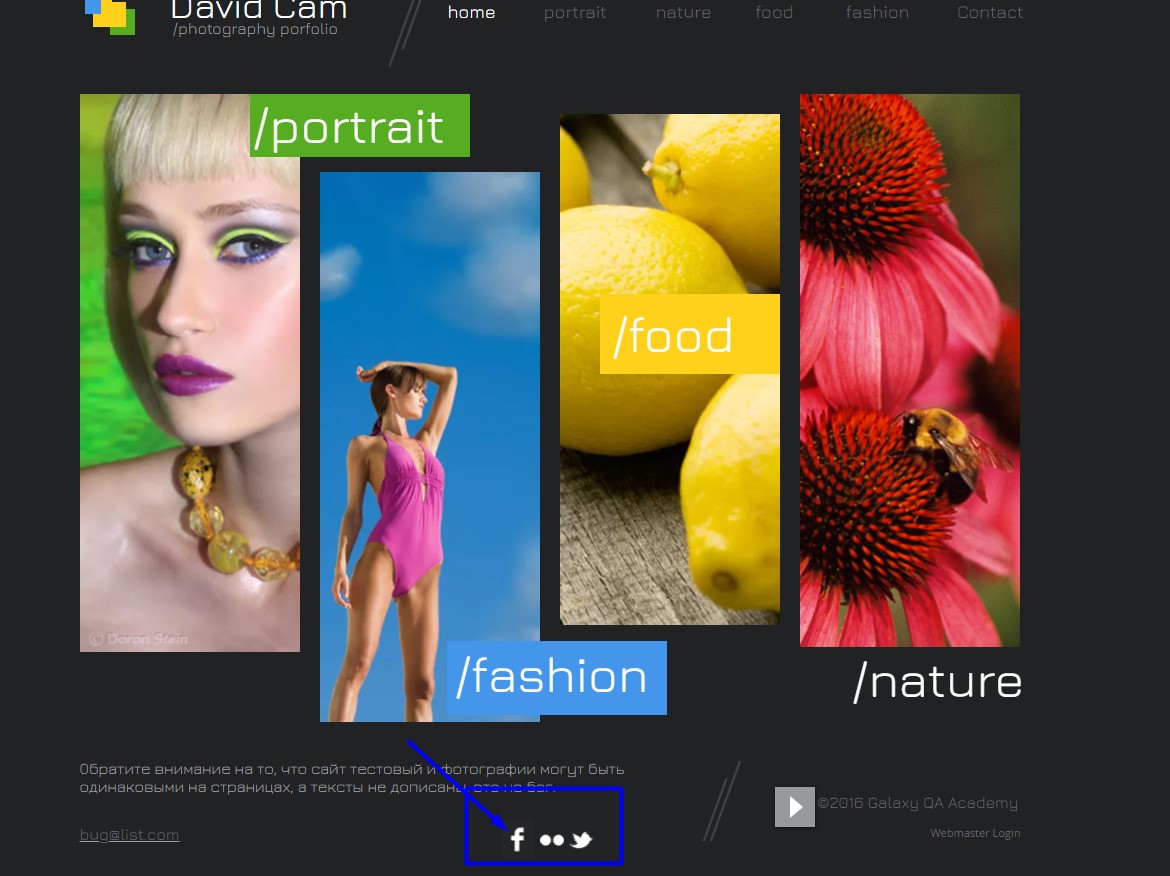 David Cam
/photography porfolio
home portrait nature food fashion Contact
/portrait
/food
/fashion
/nature
© Doron Stein
Обратите внимание на то, что сайт тестовый и фотографии могут быть
одинаковыми на страницах, а тексты не дописаны, это не баг.
bug@list.com
©2016 Galaxy QA Academy
Webmaster Login